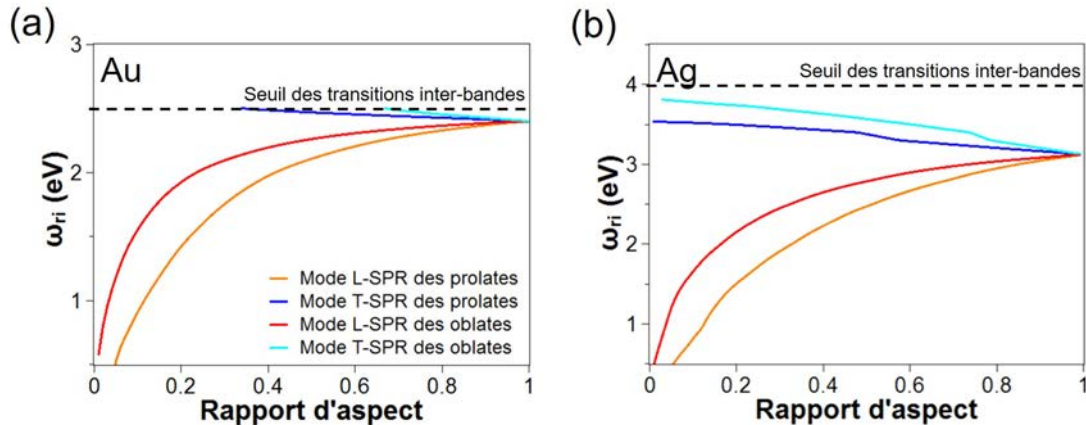 (a)
3
Au
Seuil des transitions inter-bandes
2
1
ω_ri (eV)
Mode L-SPR des prolates
Mode T-SPR des prolates
Mode L-SPR des oblates
Mode T-SPR des oblates
0 0.2 0.4 0.6 0.8 1
Rapport d'aspect
(b)
Ag
Seuil des transitions inter-bandes
4
3
2
1
ω_ri (eV)
0 0.2 0.4 0.6 0.8 1
Rapport d'aspect